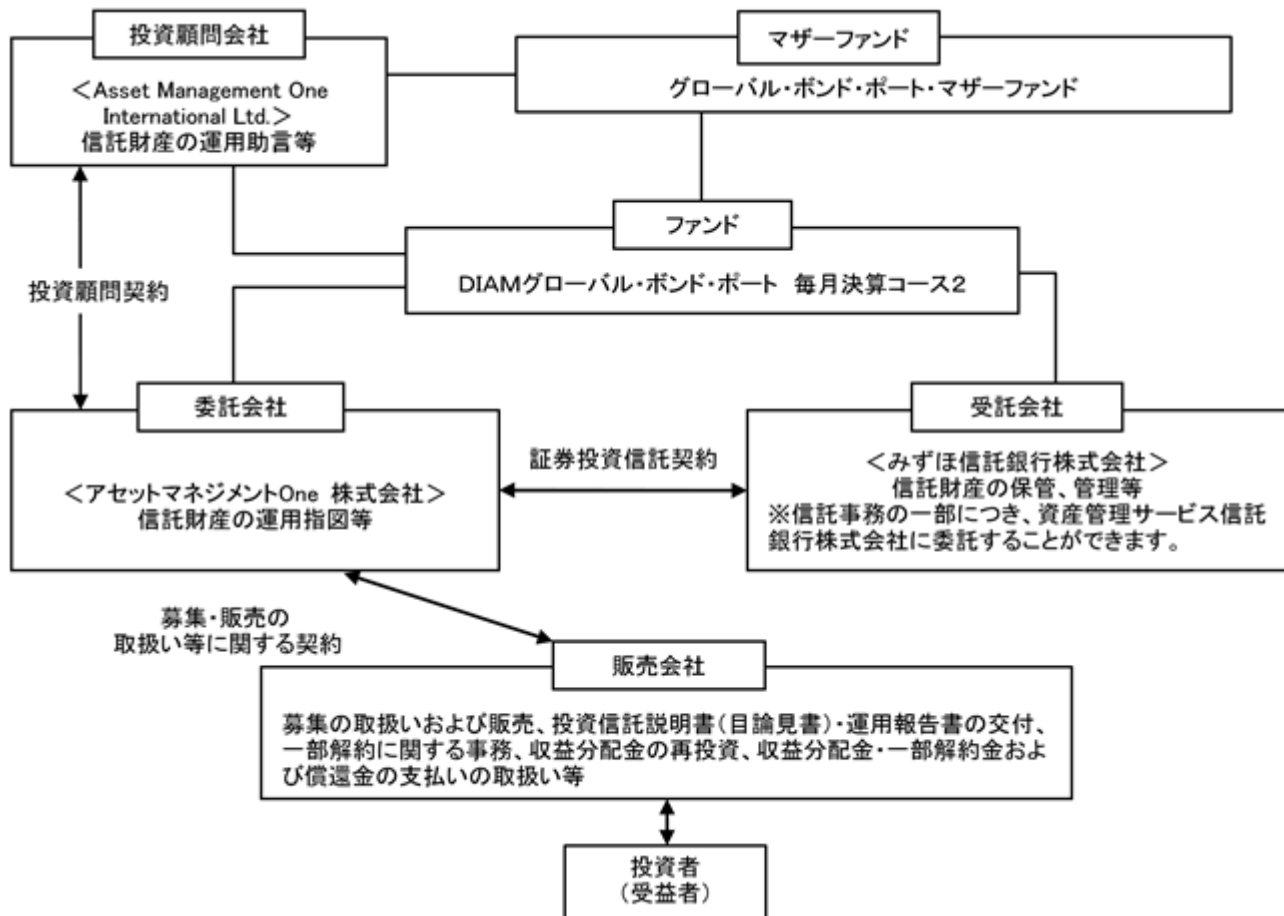 投資顧問会社
<Asset Management One
International Ltd.>
信託財産の運用助言等
マザーファンド
グローバル・ボンド・ポート・マザーファンド
ファンド
DIAMグローバル・ボンド・ポート 毎月決算コース2
投資顧問契約
委託会社
<アセットマネジメントOne 株式会社>
信託財産の運用指図等
証券投資信託契約
受託会社
<みずほ信託銀行株式会社>
信託財産の保管、管理等
※信託事務の一部につき、資産管理サービス信託
銀行株式会社に委託することができます。
募集・販売の
取扱い等に関する契約
販売会社
募集の取扱いおよび販売、投資信託説明書(目論見書)・運用報告書の交付、
一部解約に関する事務、収益分配金の再投資、収益分配金・一部解約金およ
び償還金の支払いの取扱い等
投資者
(受益者)